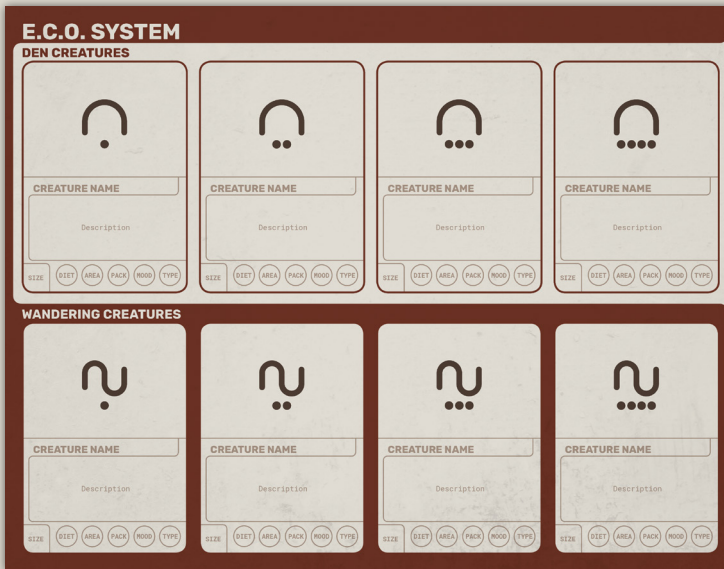 E.C.O. SYSTEM
DEN CREATURES
CREATURE NAME CREATURE NAME CREATURE NAME CREATURE NAME
Description Description Description Description
SIZE DIET AREA PACK MOOD TYPE SIZE DIET AREA PACK MOOD TYPE SIZE DIET AREA PACK MOOD TYPE SIZE DIET AREA PACK MOOD TYPE
WANDERING CREATURES
CREATURE NAME CREATURE NAME CREATURE NAME CREATURE NAME
Description Description Description Description
SIZE DIET AREA PACK MOOD TYPE SIZE DIET AREA PACK MOOD TYPE SIZE DIET AREA PACK MOOD TYPE SIZE DIET AREA PACK MOOD TYPE